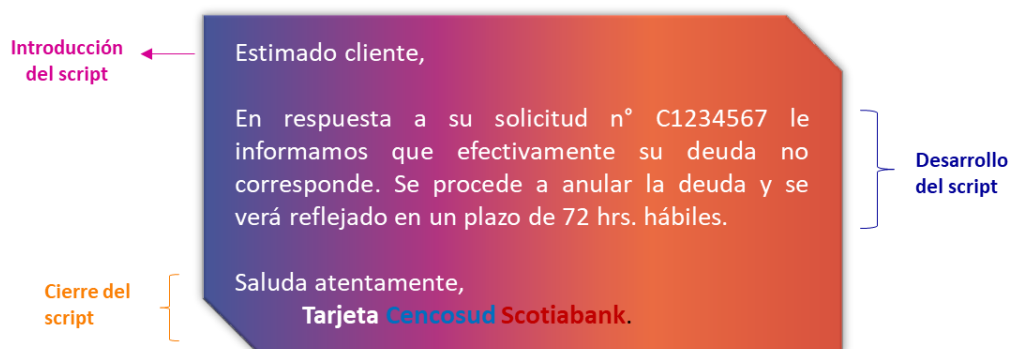 Introducción
del script
Estimado cliente,
En respuesta a su solicitud n° C1234567 le
informamos que efectivamente su deuda no
corresponde. Se procede a anular la deuda y se
verá reflejado en un plazo de 72 hrs. hábiles.
Desarrollo
del script
Saluda atentamente,
Tarjeta Cencosud Scotiabank.
Cierre del
script